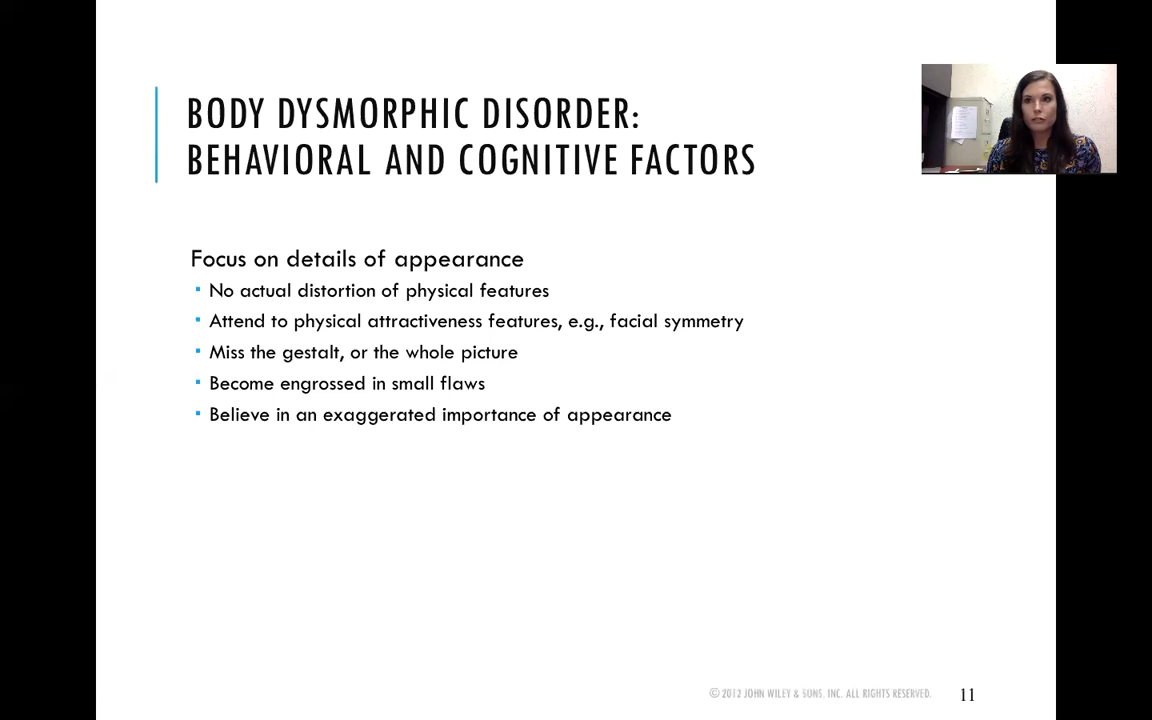 BODY DYSMORPHIC DISORDER:
BEHAVIORAL AND COGNITIVE FACTORS
Focus on details of appearance
▪ No actual distortion of physical features
▪ Attend to physical attractiveness features, e.g., facial symmetry
▪ Miss the gestalt, or the whole picture
▪ Become engrossed in small flaws
▪ Believe in an exaggerated importance of appearance
© 2012 JOHN WILEY & SONS, INC. ALL RIGHTS RESERVED.
11